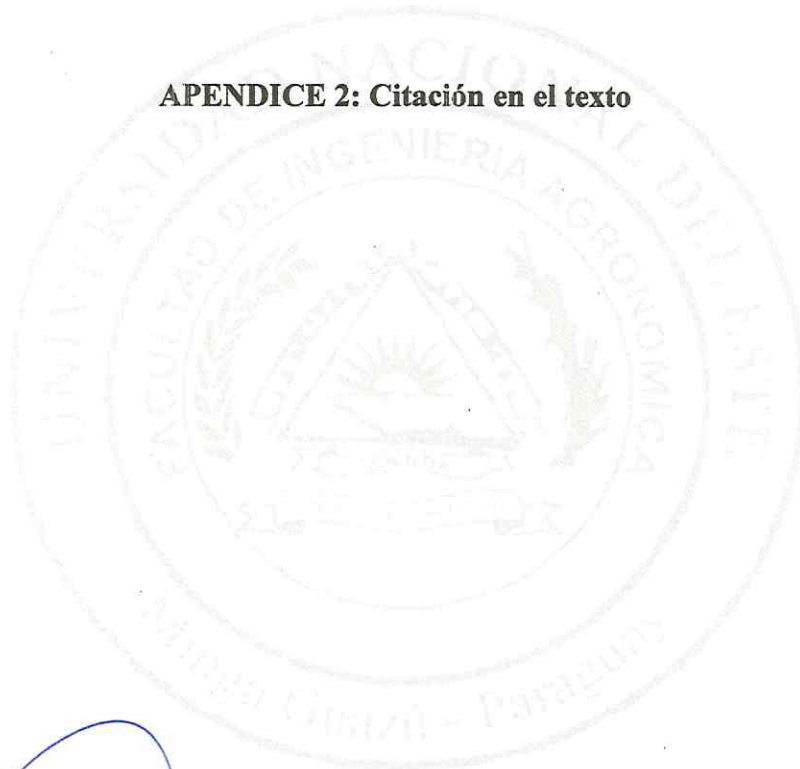 APENDICE 2: Citación en el texto
UNIVERSIDAD NACIONAL DEL ESTE
FACULTAD DE INGENIERIA AGRONOMICA
Minga Guazú - Paraguay